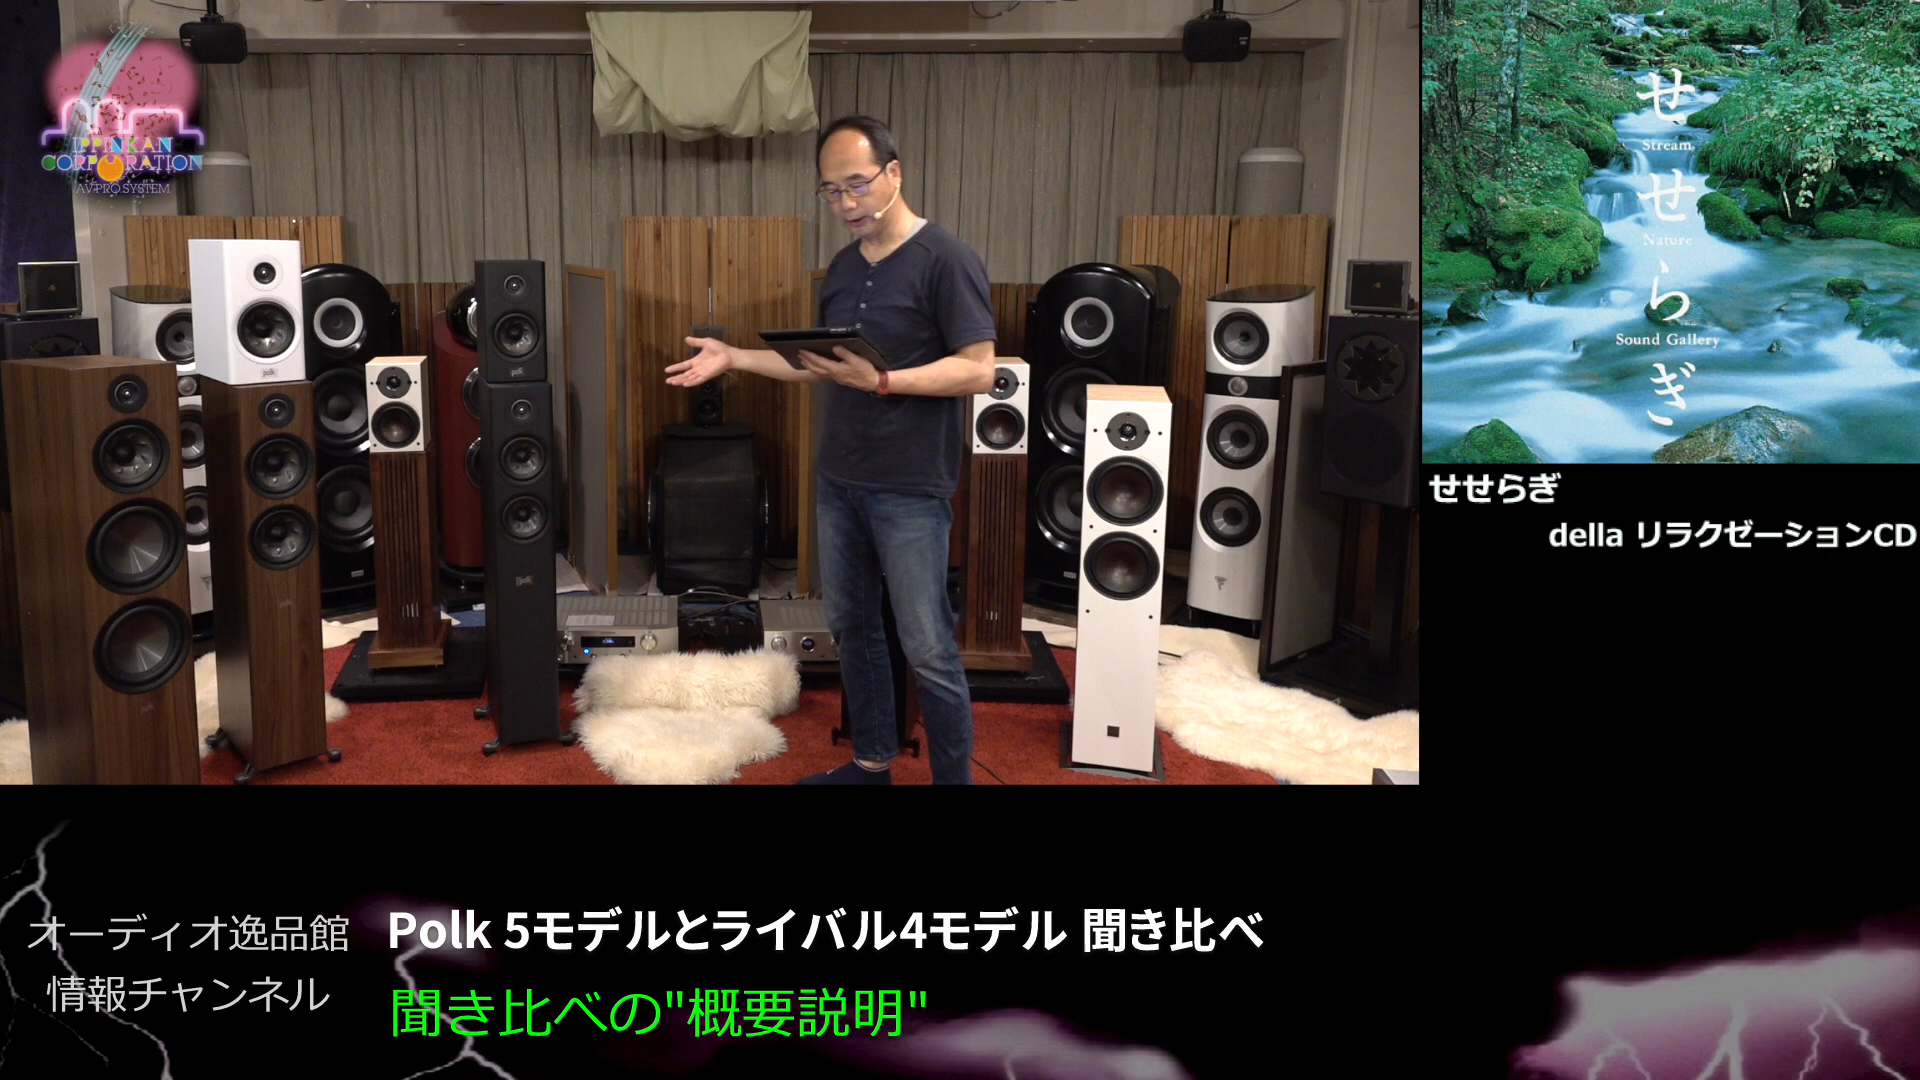 IPPINKAN
CORPORATION
AV-PRO.SYSTEM
polk
polk
polk
せせらぎ
Stream
Nature
Sound Gallery
せせらぎ
della リラクゼーションCD
オーディオ逸品館
情報チャンネル
Polk 5モデルとライバル4モデル 聞き比べ
聞き比べの"概要説明"